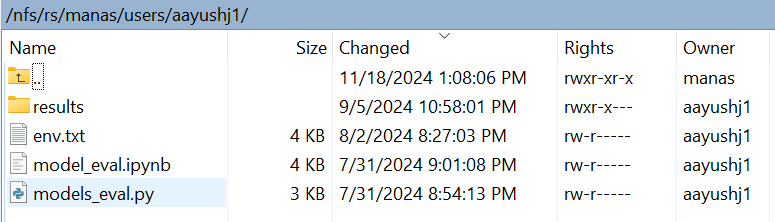 /nfs/rs/manas/users/aayushj1/
Name Size Changed Rights Owner
.. 11/18/2024 1:08:06 PM rwxr-xr-x manas
results 9/5/2024 10:58:01 PM rwxr-x--- aayushj1
env.txt 4 KB 8/2/2024 8:27:03 PM rw-r----- aayushj1
model_eval.ipynb 4 KB 7/31/2024 9:01:08 PM rw-r----- aayushj1
models_eval.py 3 KB 7/31/2024 8:54:13 PM rw-r----- aayushj1